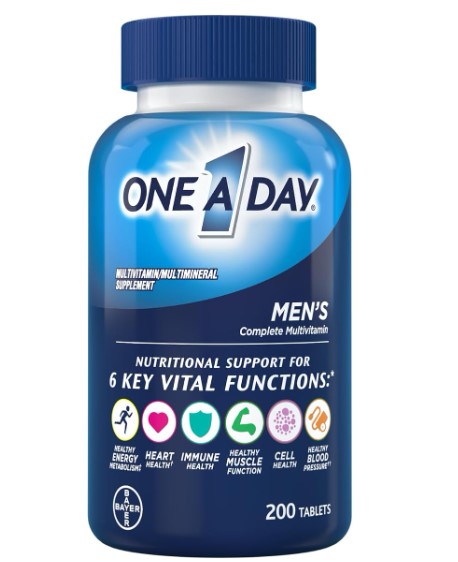 ONE A DAY®
1
MULTIVITAMIN/MULTIMINERAL
SUPPLEMENT
MEN'S
Complete Multivitamin
NUTRITIONAL SUPPORT FOR
6 KEY VITAL FUNCTIONS:*
HEALTHY
ENERGY
METABOLISM‡
HEART
HEALTH†
IMMUNE
HEALTH
HEALTHY
MUSCLE
FUNCTION
CELL
HEALTH
HEALTHY
BLOOD
PRESSURE††
BAYER
BAYER
200 TABLETS